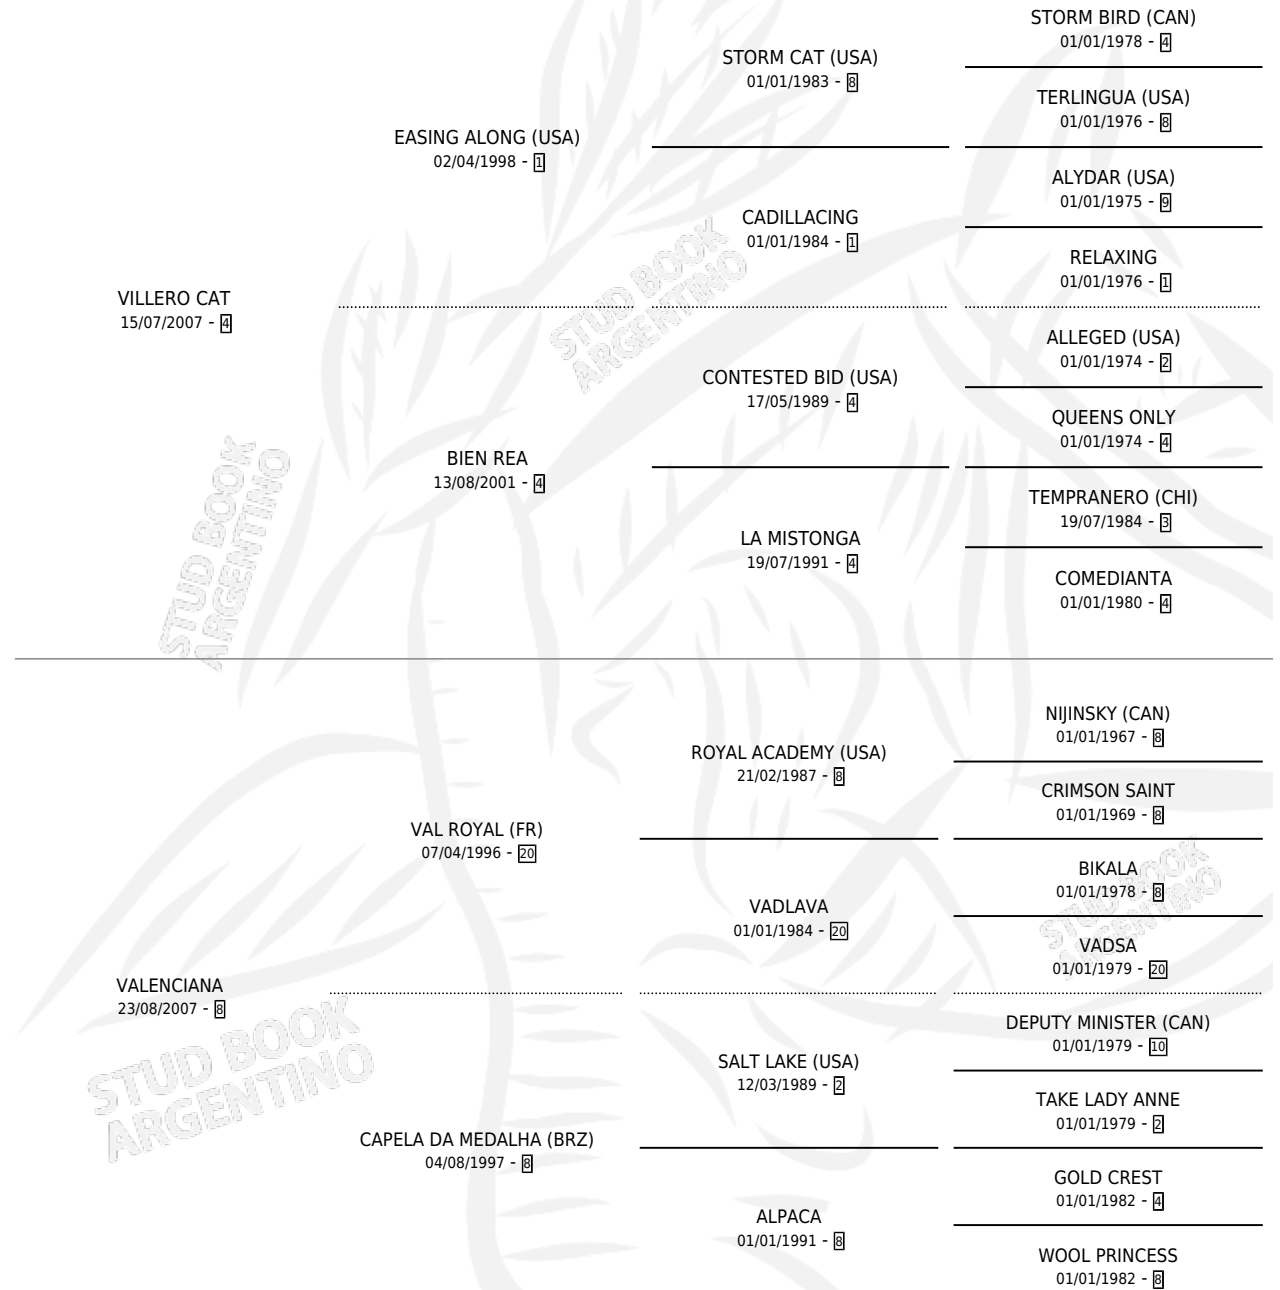 STORM BIRD (CAN)
01/01/1978 - 4
STORM CAT (USA)
01/01/1983 - 8
TERLINGUA (USA)
01/01/1976 - 8
EASING ALONG (USA)
02/04/1998 - 1
ALYDAR (USA)
01/01/1975 - 9
CADILLACING
01/01/1984 - 1
RELAXING
01/01/1976 - 1
VILLERO CAT
15/07/2007 - 4
ALLEGED (USA)
01/01/1974 - 2
CONTESTED BID (USA)
17/05/1989 - 4
QUEENS ONLY
01/01/1974 - 4
BIEN REA
13/08/2001 - 4
TEMPRANERO (CHI)
19/07/1984 - 3
LA MISTONGA
19/07/1991 - 4
COMEDIANTA
01/01/1980 - 4
NIJINSKY (CAN)
01/01/1967 - 8
ROYAL ACADEMY (USA)
21/02/1987 - 8
CRIMSON SAINT
01/01/1969 - 8
VAL ROYAL (FR)
07/04/1996 - 20
BIKALA
01/01/1978 - 8
VADLAVA
01/01/1984 - 20
VADSA
01/01/1979 - 20
VALENCIANA
23/08/2007 - 8
DEPUTY MINISTER (CAN)
01/01/1979 - 10
SALT LAKE (USA)
12/03/1989 - 2
TAKE LADY ANNE
01/01/1979 - 2
CAPELA DA MEDALHA (BRZ)
04/08/1997 - 8
GOLD CREST
01/01/1982 - 4
ALPACA
01/01/1991 - 8
WOOL PRINCESS
01/01/1982 - 8
STUD BOOK
ARGENTINO
STUD BOOK
ARGENTINO
STUD BOOK
ARGENTINO
STUD BOOK
ARGENTINO